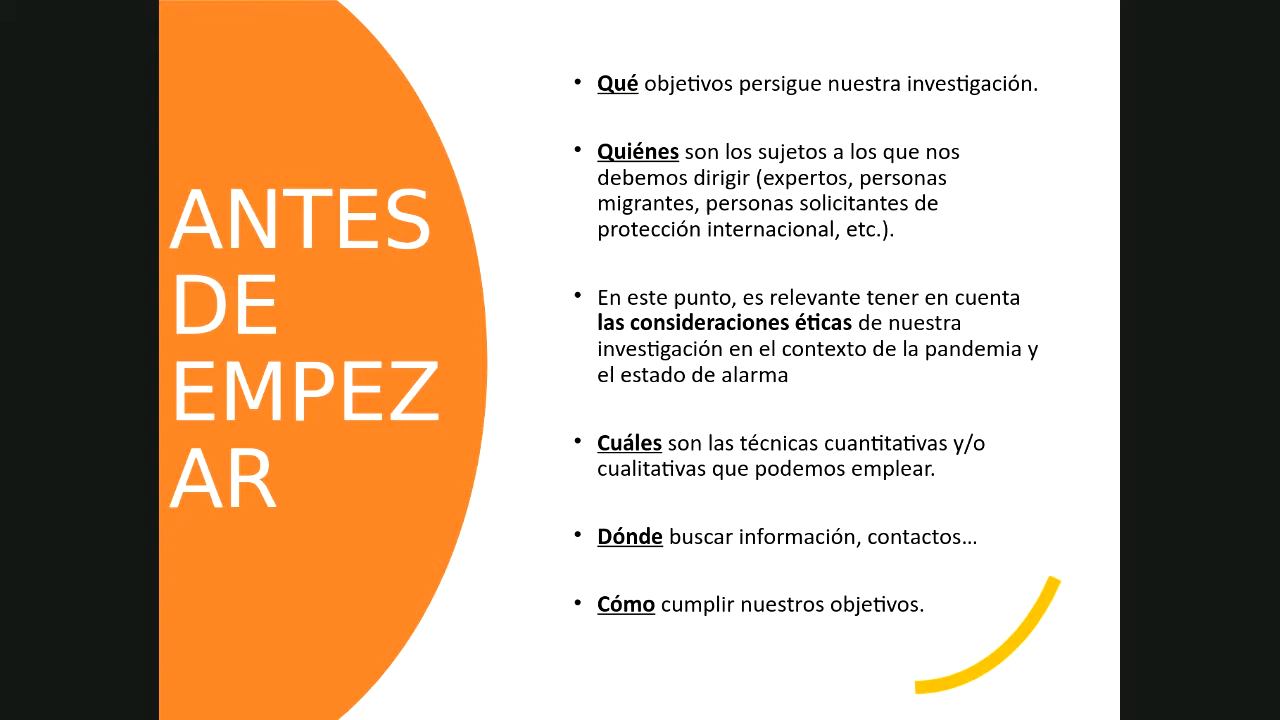 ANTES
DE
EMPEZ
AR
• Qué objetivos persigue nuestra investigación.
• Quiénes son los sujetos a los que nos
debemos dirigir (expertos, personas
migrantes, personas solicitantes de
protección internacional, etc.).
• En este punto, es relevante tener en cuenta
las consideraciones éticas de nuestra
investigación en el contexto de la pandemia y
el estado de alarma
• Cuáles son las técnicas cuantitativas y/o
cualitativas que podemos emplear.
• Dónde buscar información, contactos…
• Cómo cumplir nuestros objetivos.